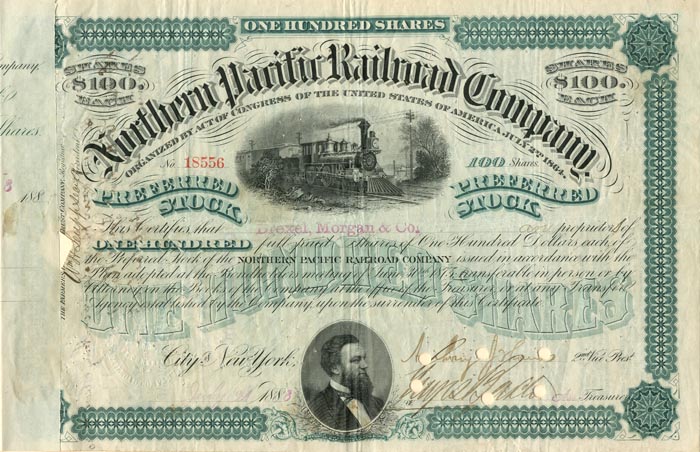 ONE HUNDRED SHARES
SHARES $100. EACH
SHARES $100. EACH
Northern Pacific Railroad Company
ORGANIZED BY ACT OF CONGRESS OF THE UNITED STATES OF AMERICA, JULY 2ND 1864.
No. 18556
100 Shares.
PREFERRED STOCK
PREFERRED STOCK
This Certifies that Drexel, Morgan & Co. proprietors of
ONE HUNDRED full paid shares of One Hundred Dollars each, of
the Preferred Stock of the NORTHERN PACIFIC RAILROAD COMPANY issued in accordance with the
Plan adopted at the transferable in person or by
Attorney on the Books of the Company at the office of the Treasurer, or at any Transfer
Agency established by the Company, upon the surrender of this Certificate
ONE HUNDRED SHARES
City of New York,
2nd Vice Prest.
1883
Treasurer
mpany.
Shares.
3 188